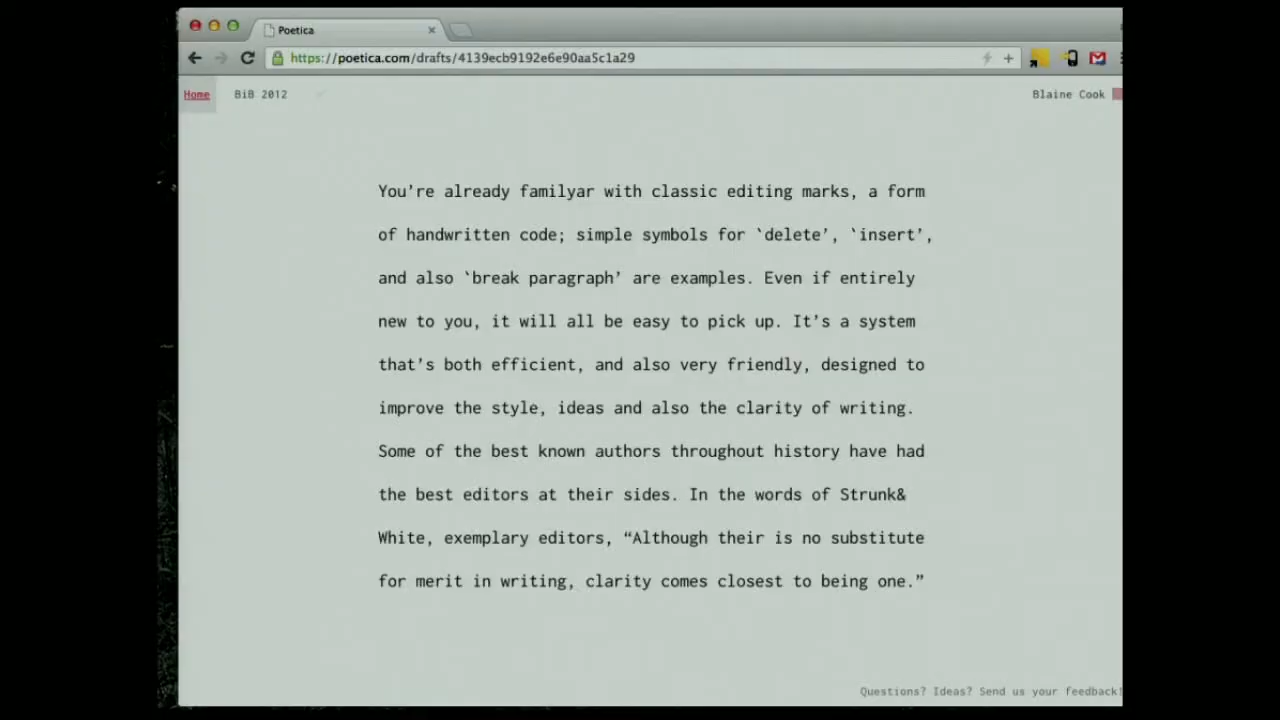 Poetica
https://poetica.com/drafts/4139ecb9192e6e90aa5c1a29
Home BiB 2012 Blaine Cook
You're already familyar with classic editing marks, a form
of handwritten code; simple symbols for `delete', `insert',
and also `break paragraph' are examples. Even if entirely
new to you, it will all be easy to pick up. It's a system
that's both efficient, and also very friendly, designed to
improve the style, ideas and also the clarity of writing.
Some of the best known authors throughout history have had
the best editors at their sides. In the words of Strunk&
White, exemplary editors, “Although their is no substitute
for merit in writing, clarity comes closest to being one.”
Questions? Ideas? Send us your feedback!